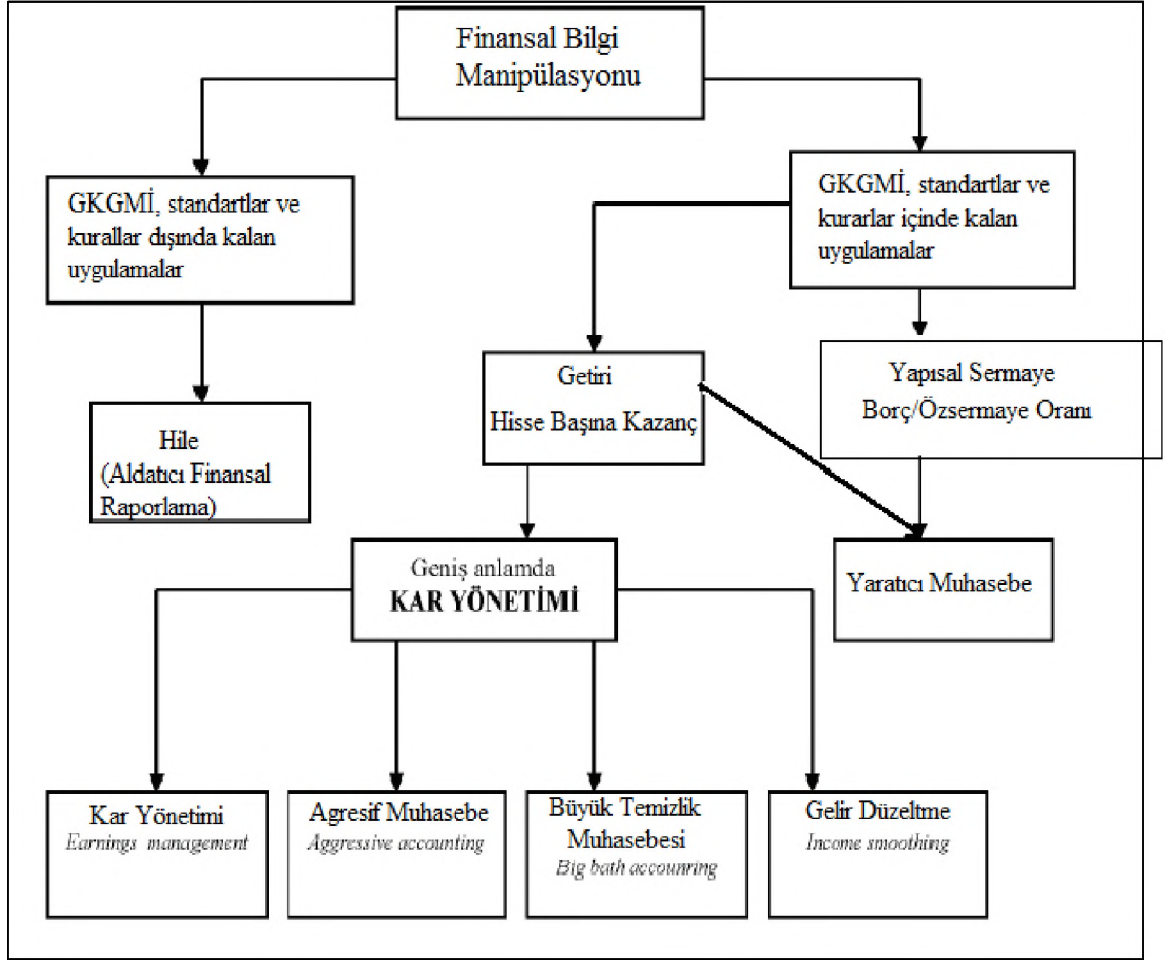 Finansal Bilgi
Manipülasyonu
GKGMİ, standartlar ve
kurallar dışında kalan
uygulamalar
GKGMİ, standartlar ve
kurarlar içinde kalan
uygulamalar
Getiri
Hisse Başına Kazanç
Yapısal Sermaye
Borç/Özsermaye Oranı
Hile
(Aldatıcı Finansal
Raporlama)
Geniş anlamda
KAR YÖNETİMİ
Yaratıcı Muhasebe
Kar Yönetimi
Earnings management
Agresif Muhasebe
Aggressive accounting
Büyük Temizlik
Muhasebesi
Big bath accounring
Gelir Düzeltme
Income smoothing